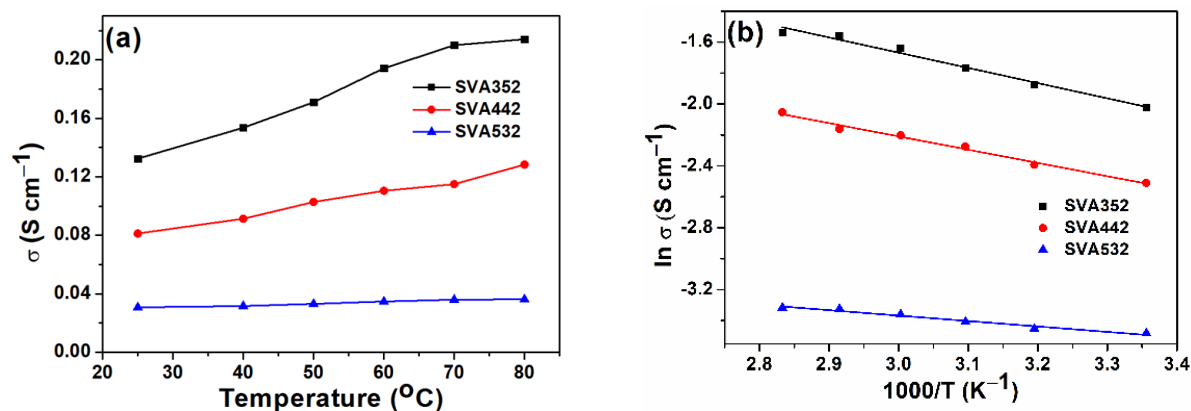 (a)
0.20
0.16
0.12
0.08
0.04
0.00
σ (S cm⁻¹)
SVA352
SVA442
SVA532
20 30 40 50 60 70 80
Temperature (ºC)
(b)
-1.6
-2.0
-2.4
-2.8
-3.2
ln σ (S cm⁻¹)
SVA352
SVA442
SVA532
2.8 2.9 3.0 3.1 3.2 3.3 3.4
1000/T (K⁻¹)